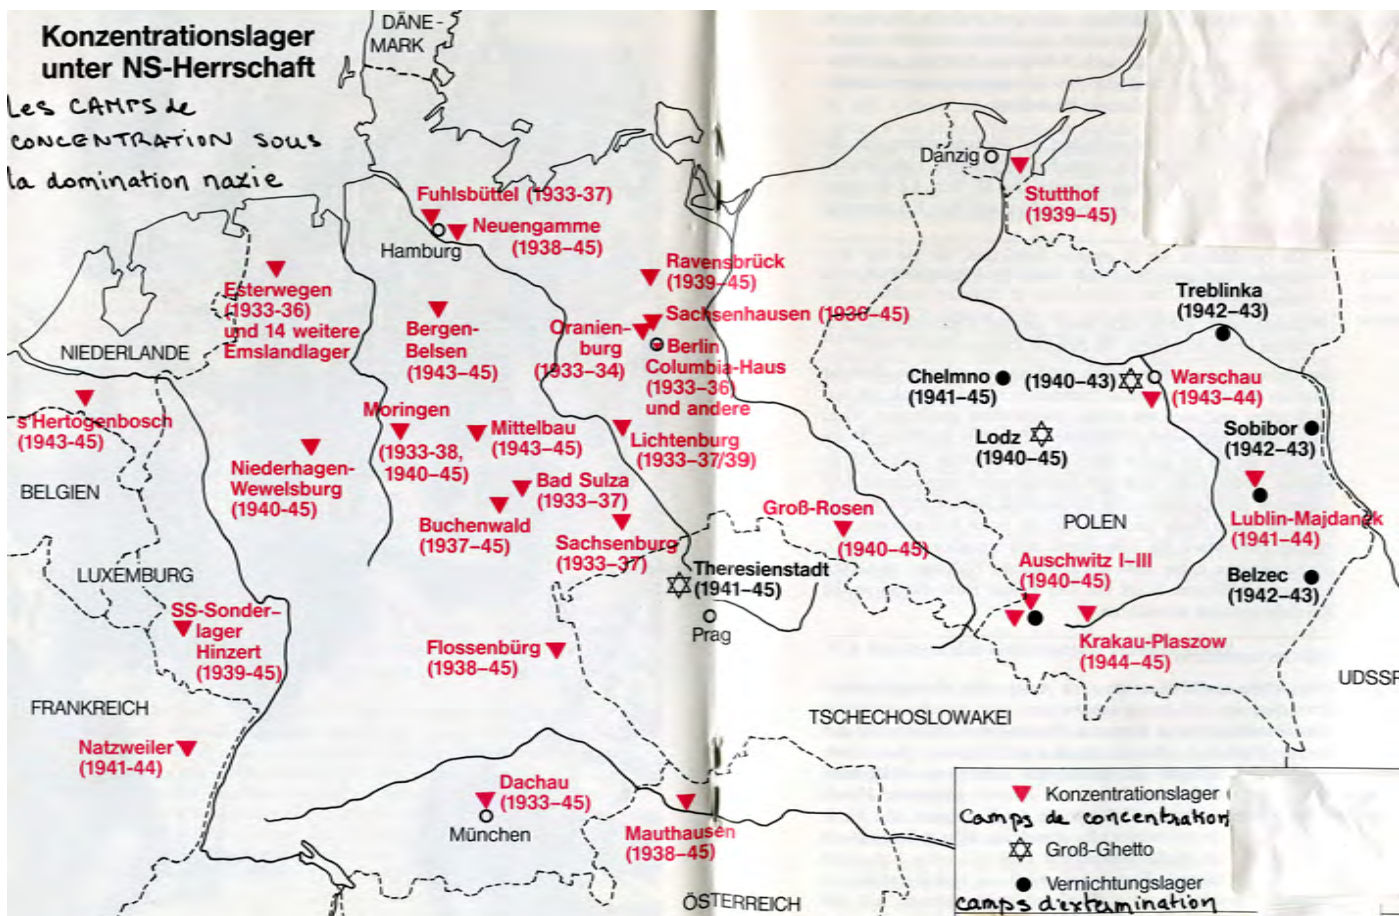 Konzentrationslager
unter NS-Herrschaft
Les CAMPS de
CONCENTRATION SOUS
la domination nazie
DÄNE-
MARK
Fuhlsbüttel (1933-37)
Hamburg
Neuengamme
(1938–45)
Esterwegen
(1933-36)
und 14 weitere
Emslandlager
NIEDERLANDE
s'Hertogenbosch
(1943-45)
BELGIEN
Bergen-
Belsen
(1943–45)
Ravensbrück
(1939–45)
Sachsenhausen (1936–45)
Oranien-
burg
(1933–34)
Berlin
Columbia-Haus
(1933–36)
und andere
Moringen
(1933-38,
1940–45)
Mittelbau
(1943–45)
Lichtenburg
(1933-37/39)
Niederhagen-
Wewelsburg
(1940-45)
Bad Sulza
(1933–37)
Buchenwald
(1937–45)
Sachsenburg
(1933–37)
Groß-Rosen
(1940–45)
LUXEMBURG
SS-Sonder-
lager
Hinzert
(1939-45)
Theresienstadt
(1941–45)
Prag
Flossenbürg
(1938–45)
FRANKREICH
Natzweiler
(1941-44)
Dachau
(1933–45)
München
Mauthausen
(1938–45)
ÖSTERREICH
TSCHECHOSLOWAKEI
Danzig
Stutthof
(1939–45)
Treblinka
(1942–43)
Chelmno
(1941–45)
(1940–43)
Warschau
(1943–44)
Lodz
(1940–45)
Sobibor
(1942–43)
POLEN
Lublin-Majdanek
(1941–44)
Auschwitz I–III
(1940–45)
Belzec
(1942–43)
Krakau-Plaszow
(1944–45)
UDSSR
Konzentrationslager
Camps de concentration
Groß-Ghetto
Vernichtungslager
camps d'extermination